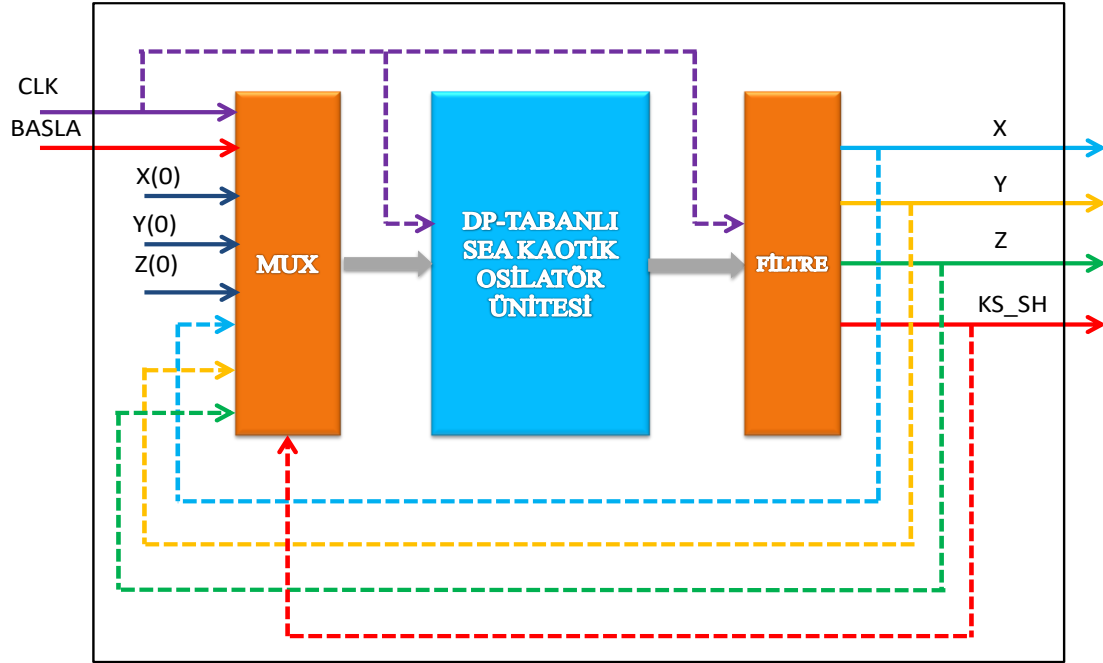 CLK
BASLA
X(0)
Y(0)
Z(0)
MUX
DP-TABANLI
SEA KAOTİK
OSİLATÖR
ÜNİTESİ
FİLTRE
X
Y
Z
KS_SH